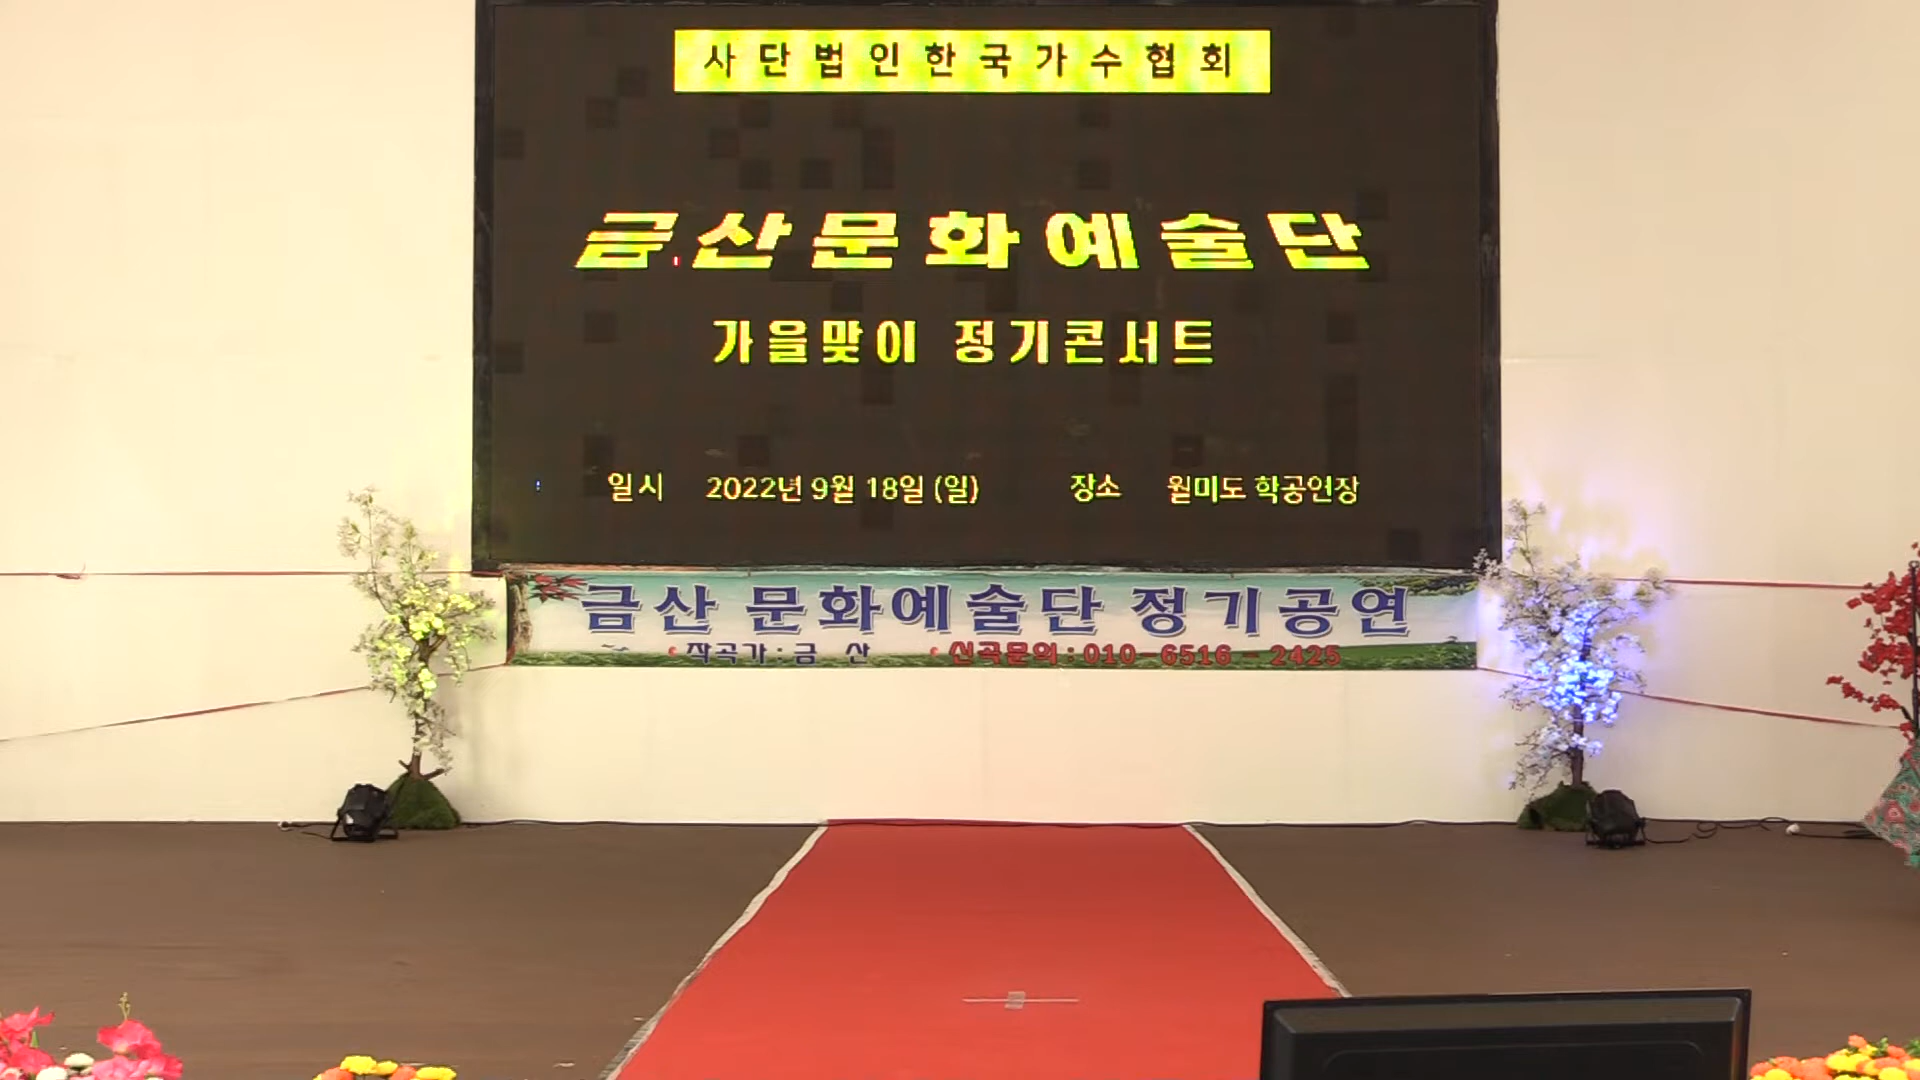 사단법인한국가수협회
금산문화예술단
가을맞이 정기콘서트
일시 2022년 9월 18일 (일) 장소 월미도 학공연장
금산 문화예술단 정기공연
작곡가 : 금 산 신곡문의 : 010-6516-2425